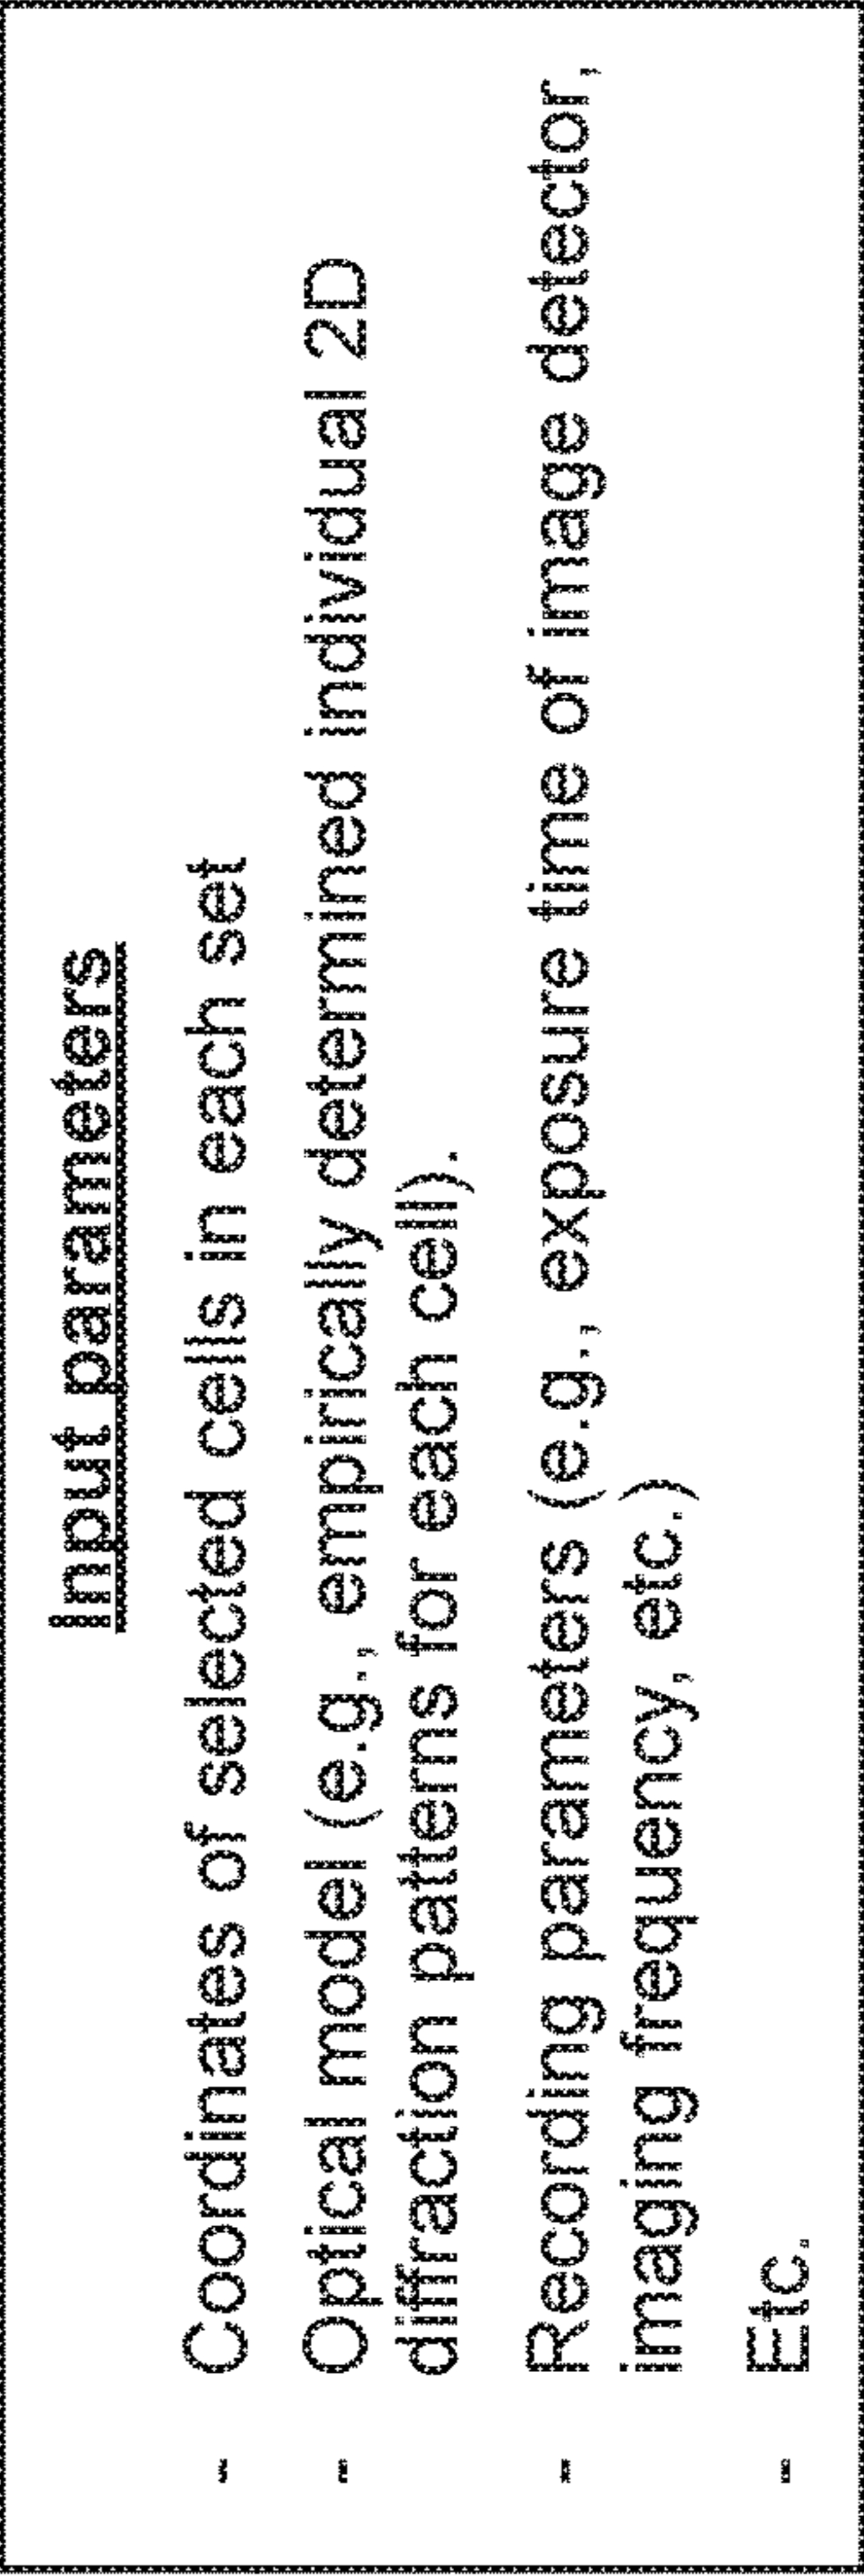 Input parameters
- Coordinates of selected cells in each set
- Optical model (e.g., empirically determined individual 2D
diffraction patterns for each cell).
- Recording parameters (e.g., exposure time of image detector,
imaging frequency, etc.)
- Etc.